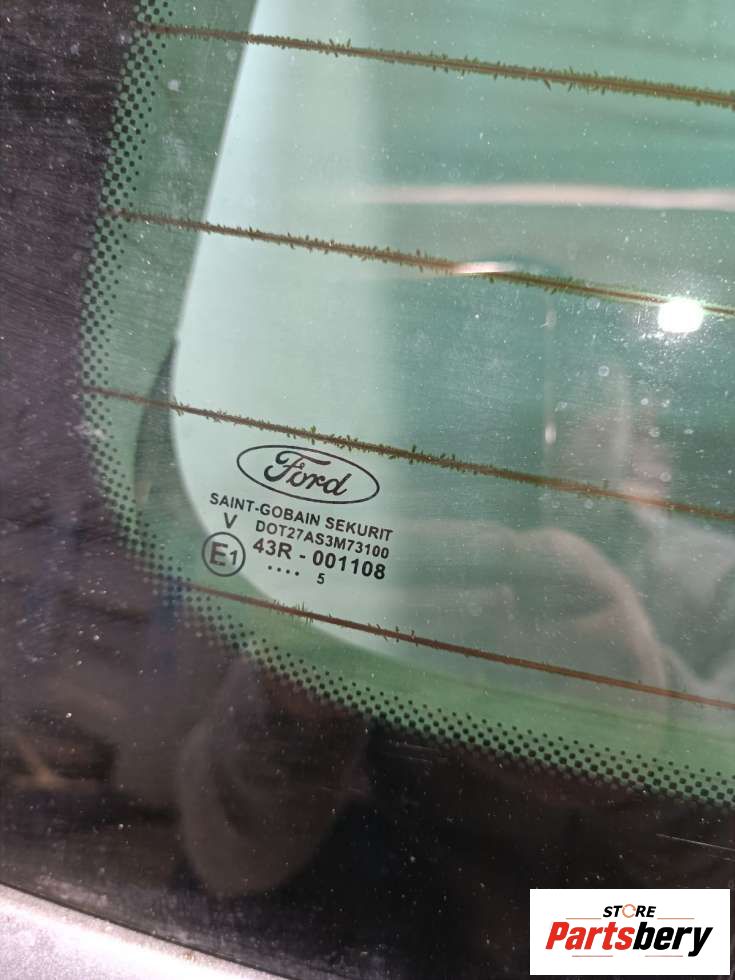 Ford
SAINT-GOBAIN SEKURIT
V DOT27AS3M73100
E1 43R - 001108
.... 5
STORE
Partsbery